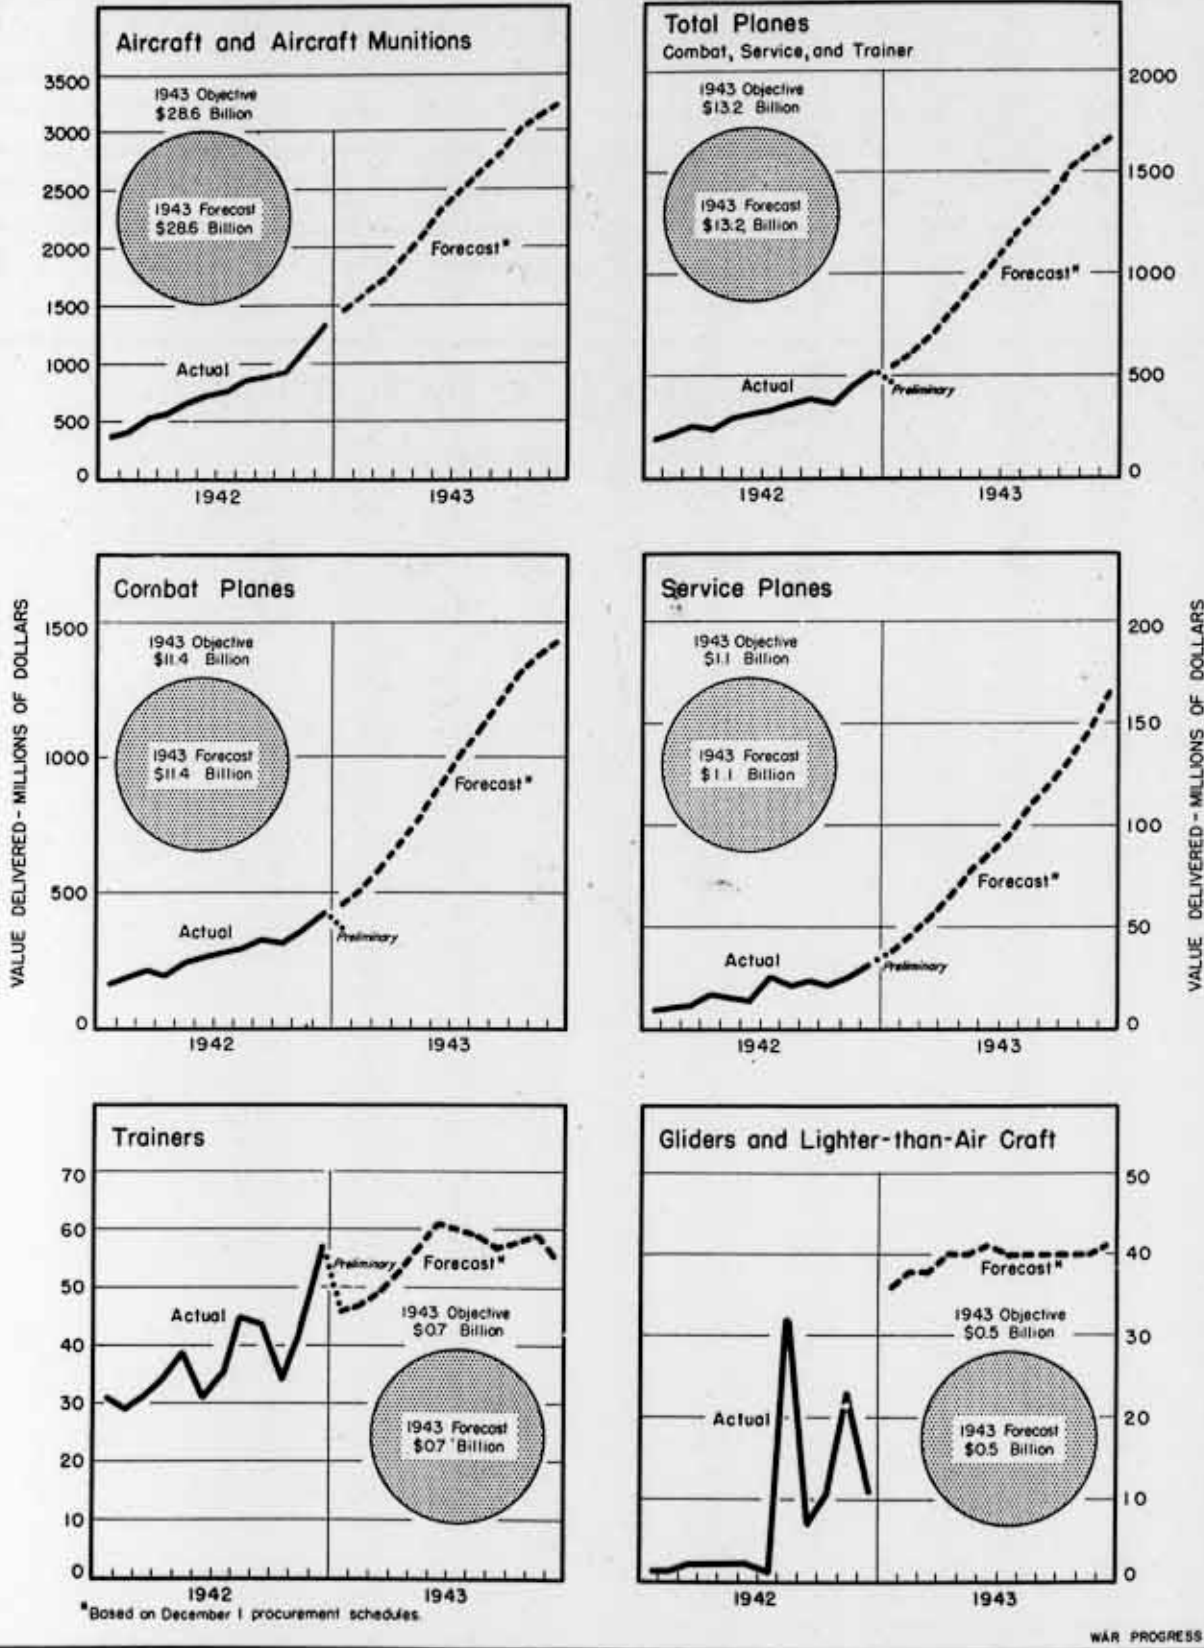 Aircraft and Aircraft Munitions
3500
3000
2500
2000
1500
1000
500
0
1943 Objective
$28.6 Billion
1943 Forecast
$28.6 Billion
Forecast*
Actual
1942
1943
Total Planes
Combat, Service, and Trainer
2000
1500
1000
500
0
1943 Objective
$13.2 Billion
1943 Forecast
$13.2 Billion
Forecast*
Actual
Preliminary
1942
1943
VALUE DELIVERED - MILLIONS OF DOLLARS
Combat Planes
1500
1000
500
0
1943 Objective
$11.4 Billion
1943 Forecast
$11.4 Billion
Forecast*
Actual
Preliminary
1942
1943
Service Planes
200
150
100
50
0
1943 Objective
$1.1 Billion
1943 Forecast
$1.1 Billion
Forecast*
Actual
Preliminary
1942
1943
VALUE DELIVERED - MILLIONS OF DOLLARS
Trainers
70
60
50
40
30
20
10
0
Preliminary
Forecast*
Actual
1943 Objective
$0.7 Billion
1943 Forecast
$0.7 Billion
1942
1943
Gliders and Lighter-than-Air Craft
50
40
30
20
10
0
Forecast*
1943 Objective
$0.5 Billion
Actual
1943 Forecast
$0.5 Billion
1942
1943
*Based on December 1 procurement schedules.
WAR PROGRESS